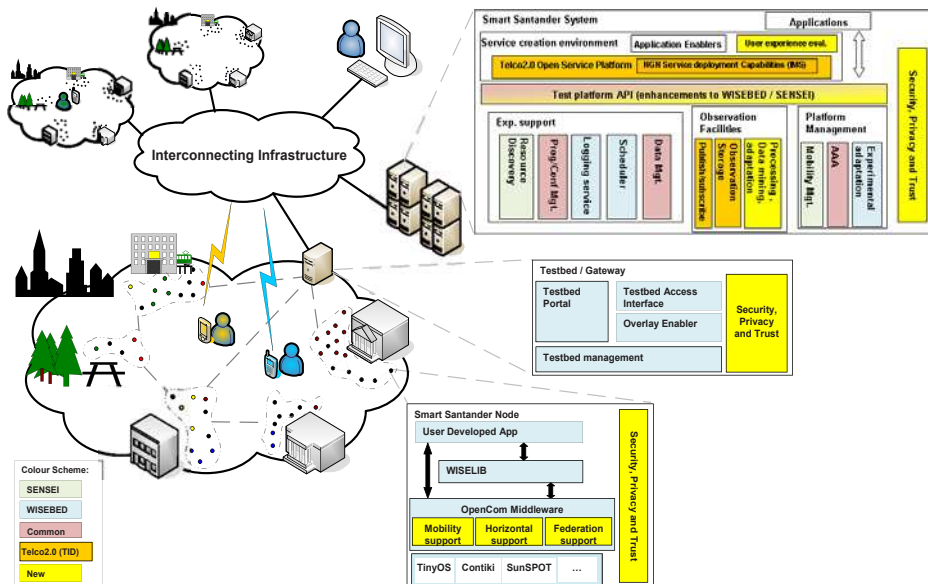 Smart Santander System
Applications
Service creation environment
Application Enablers
User experience eval.
Telco2.0 Open Service Platform
NGN Service deployment Capabilities (IMS)
Test platform API (enhancements to WISEBED / SENSEI)
Exp. support
Resource
Discovery
Prog/Conf Mgt.
Logging service
Scheduler
Data Mgt.
Observation
Facilities
Publish/subscribe
Observation
Storage
Processing ,
Data mining,
adaptation
Platform
Management
Mobility Mgt.
AAA
Experimental
adaptation
Security, Privacy and Trust
Interconnecting Infrastructure
Testbed / Gateway
Testbed
Portal
Testbed Access
Interface
Overlay Enabler
Testbed management
Security,
Privacy
and Trust
Smart Santander Node
User Developed App
WISELIB
OpenCom Middleware
Mobility
support
Horizontal
support
Federation
support
TinyOS
Contiki
SunSPOT
...
Security, Privacy and Trust
Colour Scheme:
SENSEI
WISEBED
Common
Telco2.0 (TID)
New